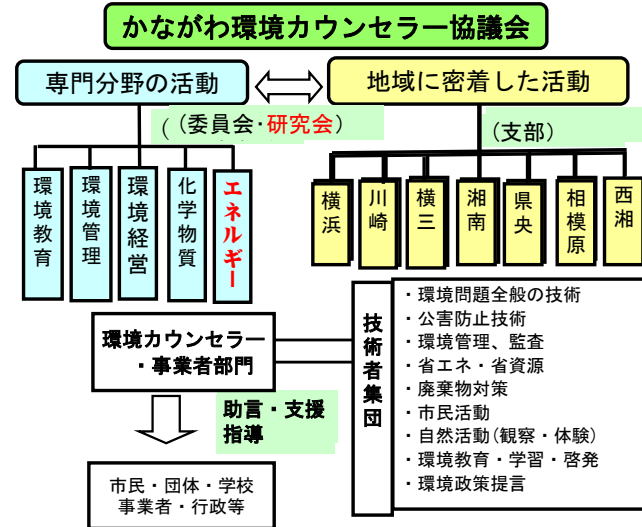 かながわ環境カウンセラー協議会
専門分野の活動
地域に密着した活動
(（委員会・研究会）
（支部）
環境教育
環境管理
環境経営
化学物質
エネルギー
横浜
川崎
横三
湘南
県央
相模原
西湘
環境カウンセラー
・事業者部門
技術者集団
・環境問題全般の技術
・公害防止技術
・環境管理、監査
・省エネ・省資源
・廃棄物対策
・市民活動
・自然活動(観察・体験)
・環境教育・学習・啓発
・環境政策提言
助言・支援
指導
市民・団体・学校
事業者・行政等